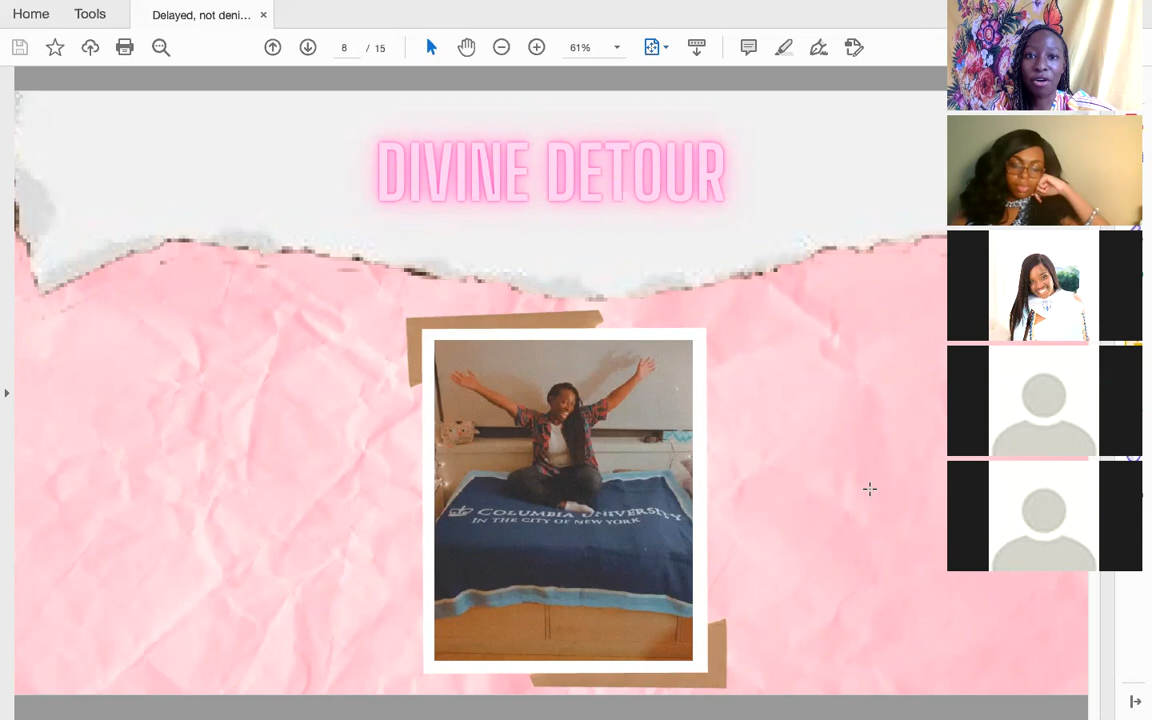 Home
Tools
Delayed, not deni...
8 / 15
61%
DIVINE DETOUR
COLUMBIA UNIVERSITY
IN THE CITY OF NEW YORK